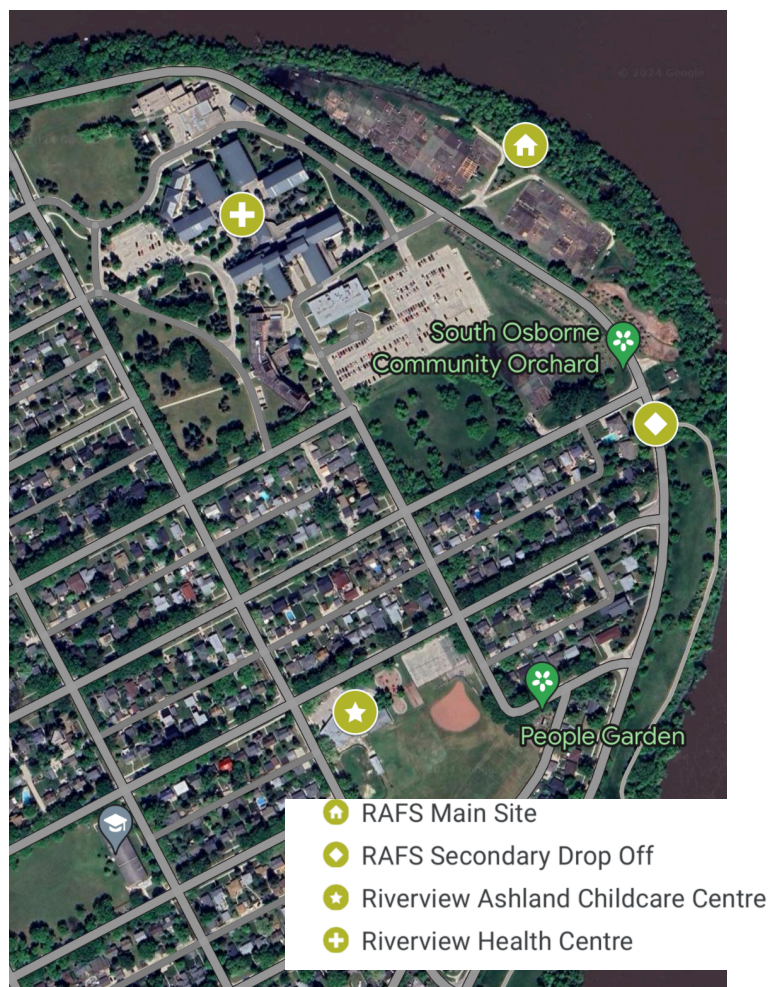 © 2024 Google
South Osborne
Community Orchard
People Garden
RAFS Main Site
RAFS Secondary Drop Off
Riverview Ashland Childcare Centre
Riverview Health Centre